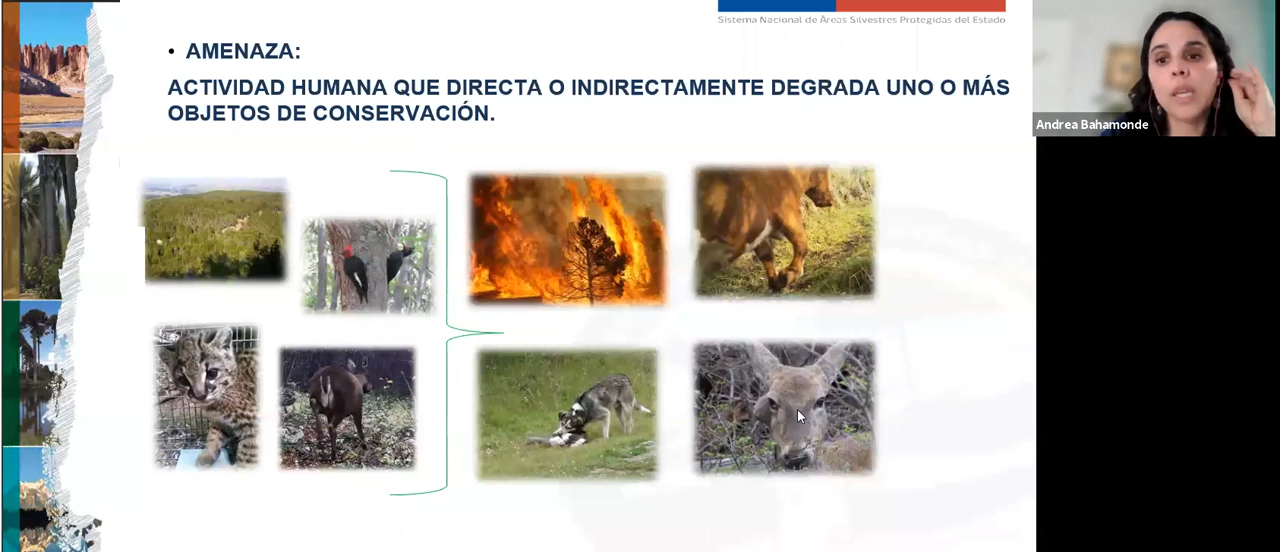 Sistema Nacional de Áreas Silvestres Protegidas del Estado
• AMENAZA:
ACTIVIDAD HUMANA QUE DIRECTA O INDIRECTAMENTE DEGRADA UNO O MÁS
OBJETOS DE CONSERVACIÓN.
Andrea Bahamonde